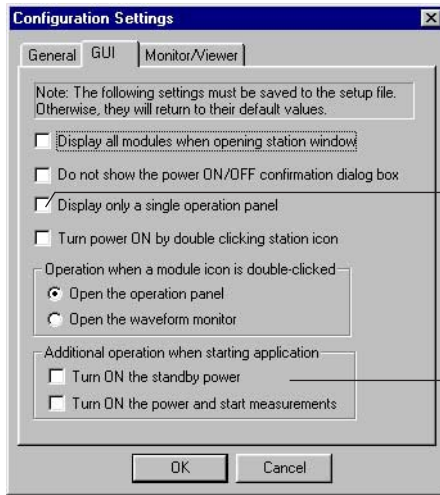 Configuration Settings
General GUI Monitor/Viewer
Note: The following settings must be saved to the setup file.
Otherwise, they will return to their default values.
Display all modules when opening station window
Do not show the power ON/OFF confirmation dialog box
Display only a single operation panel
Turn power ON by double clicking station icon
Operation when a module icon is double-clicked
Open the operation panel
Open the waveform monitor
Additional operation when starting application
Turn ON the standby power
Turn ON the power and start measurements
OK Cancel